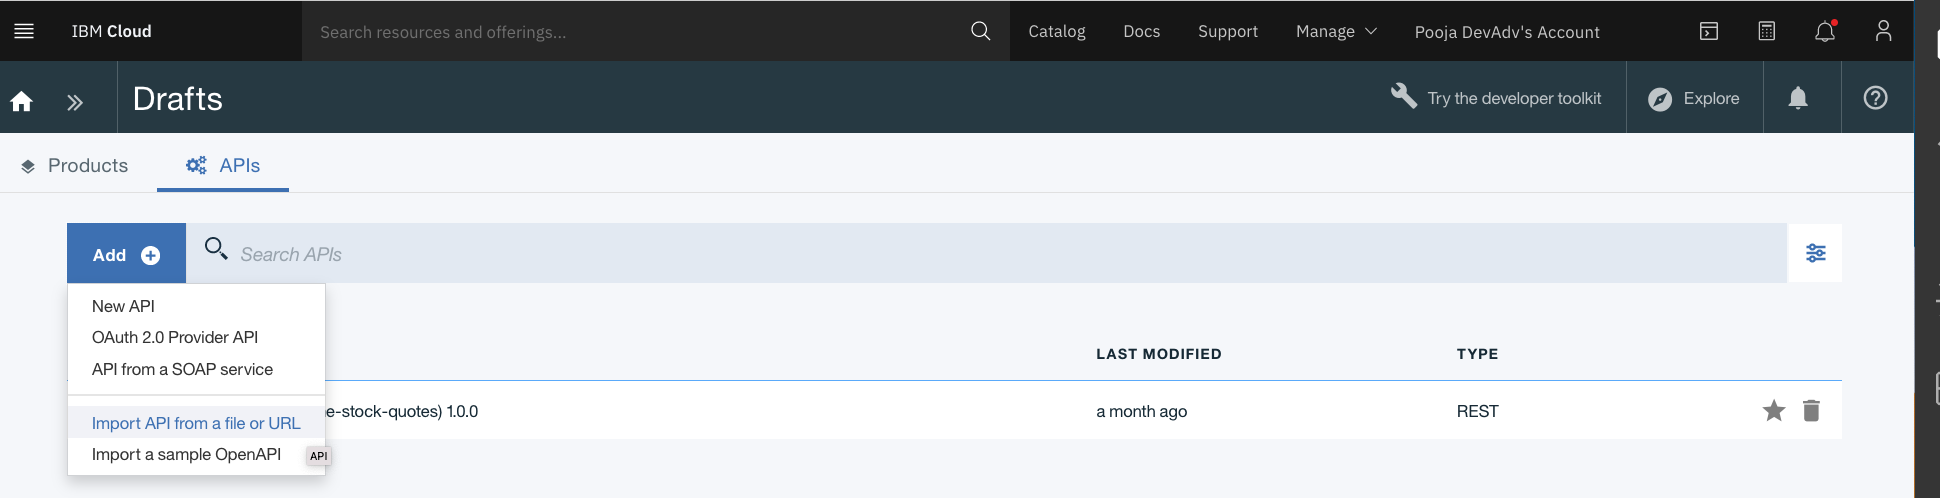 IBM Cloud
Search resources and offerings...
Catalog
Docs
Support
Manage
Pooja DevAdv's Account
Drafts
Try the developer toolkit
Explore
Products
APIs
Add
Search APIs
New API
OAuth 2.0 Provider API
API from a SOAP service
Import API from a file or URL
Import a sample OpenAPI
API
LAST MODIFIED
TYPE
e-stock-quotes) 1.0.0
a month ago
REST